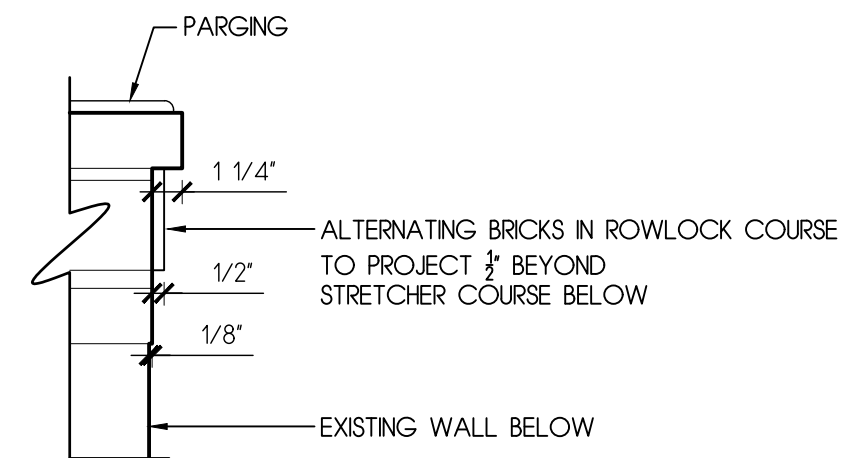 PARGING
1 1/4"
ALTERNATING BRICKS IN ROWLOCK COURSE
TO PROJECT ½" BEYOND
STRETCHER COURSE BELOW
1/2"
1/8"
EXISTING WALL BELOW